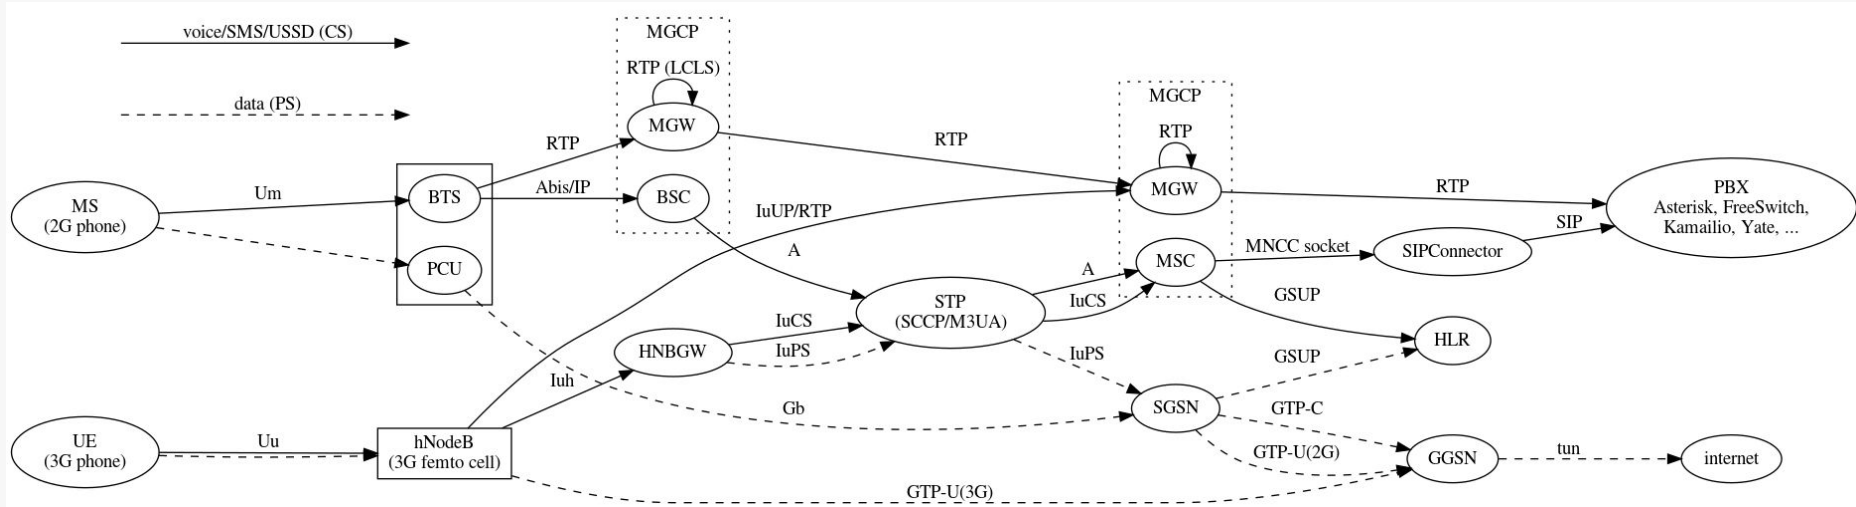 voice/SMS/USSD (CS)
data (PS)
MS
(2G phone)
Um
BTS
PCU
UE
(3G phone)
Uu
hNodeB
(3G femto cell)
RTP
Abis/IP
MGCP
RTP (LCLS)
MGW
BSC
Iuh
HNBGW
Gb
RTP
IuUP/RTP
A
IuCS
IuPS
STP
(SCCP/M3UA)
GTP-U(3G)
A
IuCS
IuPS
MGCP
RTP
MGW
MSC
SGSN
RTP
MNCC socket
GSUP
GSUP
GTP-C
GTP-U(2G)
SIPConnector
HLR
GGSN
SIP
tun
PBX
Asterisk, FreeSwitch,
Kamailio, Yate, ...
internet